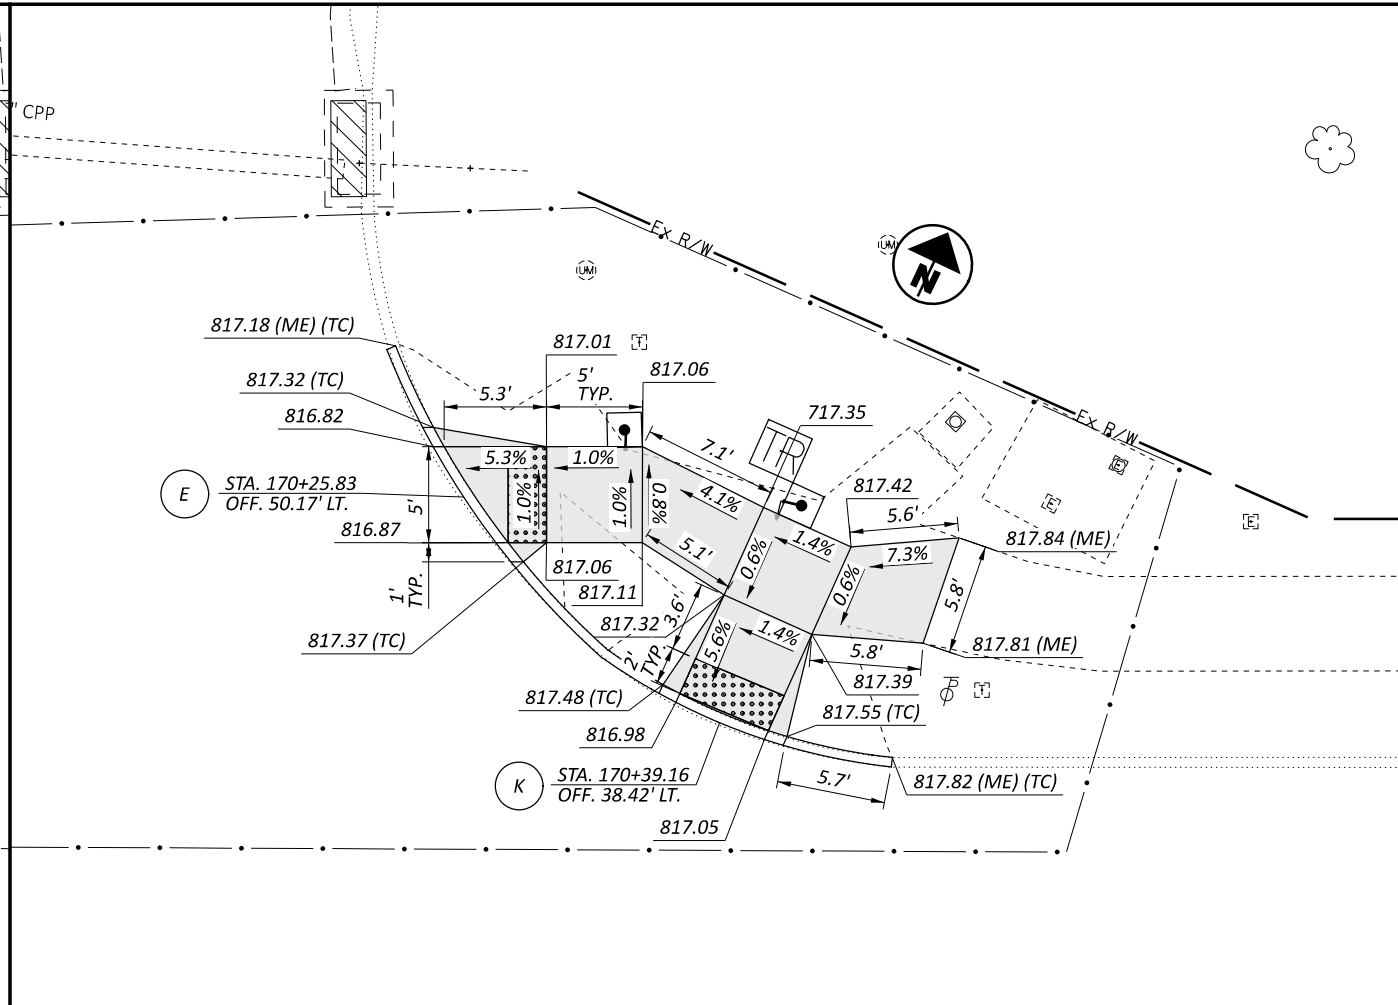 " CPP
Ex R/W
UM
UM
N
817.18 (ME) (TC)
817.01
T
817.32 (TC)
5.3'
5'
TYP.
817.06
816.82
717.35
7.1'
TR
Ex R/W
E
STA. 170+25.83
OFF. 50.17' LT.
5.3%
1.0%
4.1%
817.42
E
E
E
5'
1.0%
1.0%
0.8%
5.6'
816.87
1.4%
7.3%
817.84 (ME)
5.1'
0.6%
0.6%
5.8'
1'
TYP.
817.06
817.11
817.32
3.6'
1.4%
817.37 (TC)
5.6%
2'
TYP.
5.8'
817.81 (ME)
817.39
T
817.48 (TC)
817.55 (TC)
816.98
K
STA. 170+39.16
OFF. 38.42' LT.
5.7'
817.82 (ME) (TC)
817.05